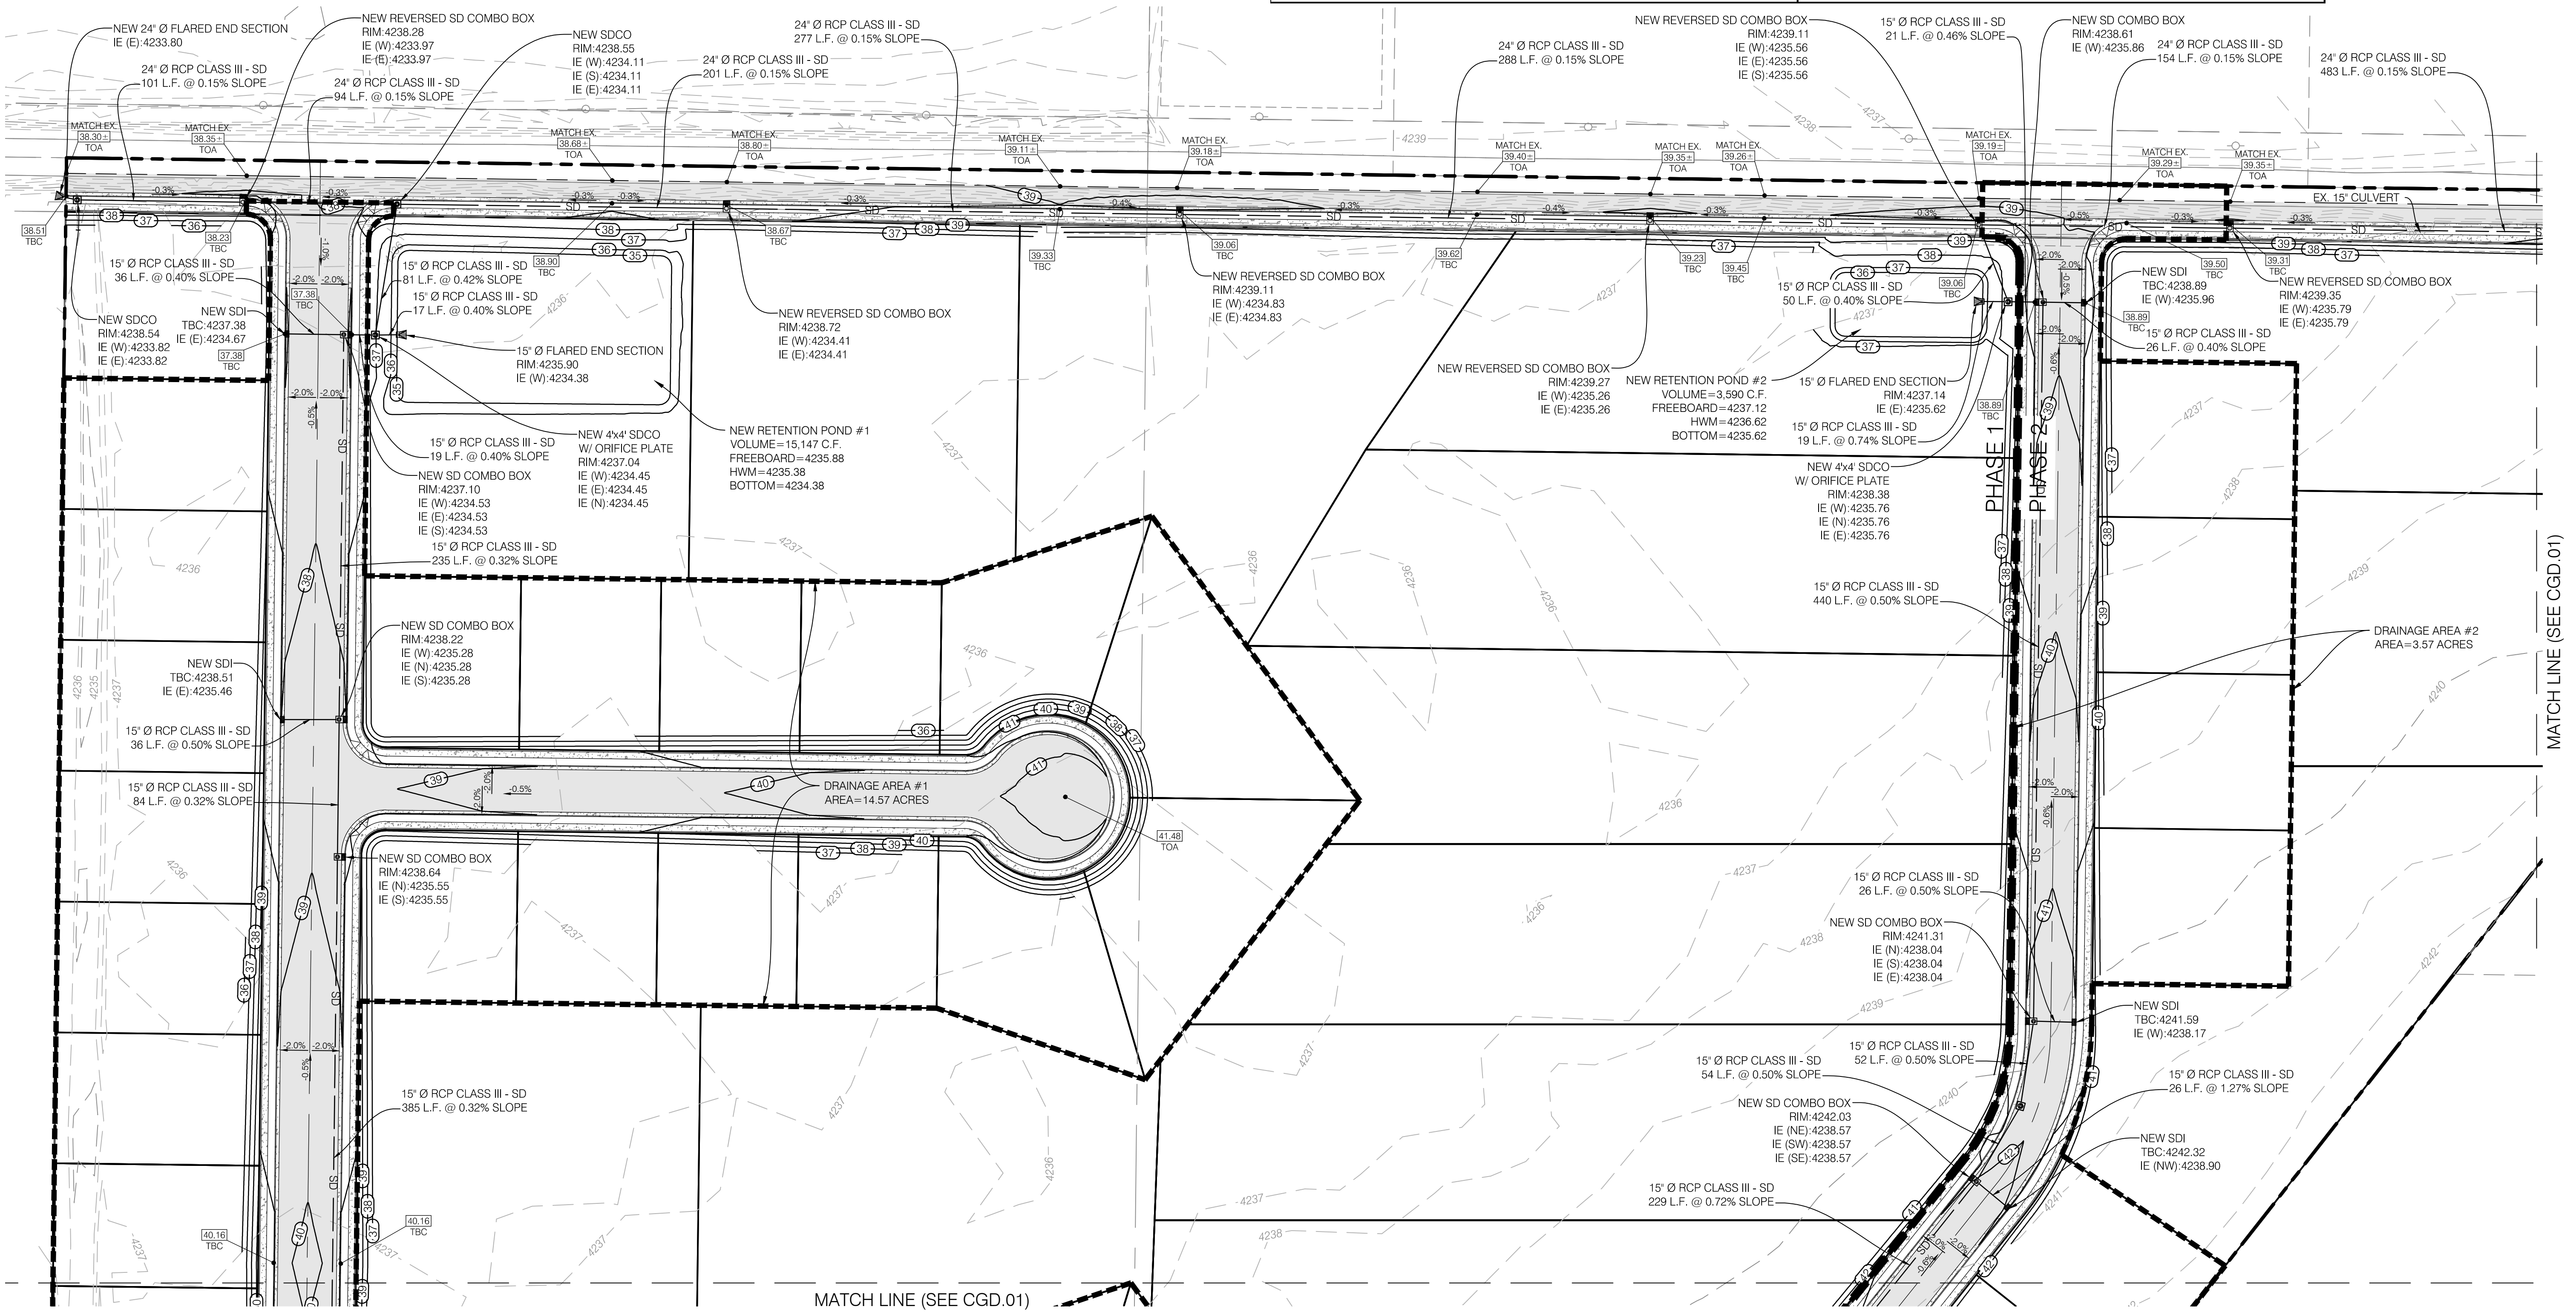 NEW 24" Ø FLARED END SECTION
IE (E):4233.80
24" Ø RCP CLASS III - SD
101 L.F. @ 0.15% SLOPE
NEW REVERSED SD COMBO BOX
RIM:4238.28
IE (W):4233.97
IE (E):4233.97
24" Ø RCP CLASS III - SD
94 L.F. @ 0.15% SLOPE
NEW SDCO
RIM:4238.55
IE (W):4234.11
IE (S):4234.11
IE (E):4234.11
24" Ø RCP CLASS III - SD
277 L.F. @ 0.15% SLOPE
24" Ø RCP CLASS III - SD
201 L.F. @ 0.15% SLOPE
24" Ø RCP CLASS III - SD
288 L.F. @ 0.15% SLOPE
NEW REVERSED SD COMBO BOX
RIM:4239.11
IE (W):4235.56
IE (E):4235.56
IE (S):4235.56
15" Ø RCP CLASS III - SD
21 L.F. @ 0.46% SLOPE
NEW SD COMBO BOX
RIM:4238.61
IE (W):4235.86
24" Ø RCP CLASS III - SD
154 L.F. @ 0.15% SLOPE
24" Ø RCP CLASS III - SD
483 L.F. @ 0.15% SLOPE
MATCH EX.
38.30±
TOA
MATCH EX.
38.35±
TOA
MATCH EX.
38.68±
TOA
MATCH EX.
38.80±
TOA
MATCH EX.
39.11±
TOA
MATCH EX.
39.18±
TOA
MATCH EX.
39.40±
TOA
MATCH EX.
39.35±
TOA
MATCH EX.
39.26±
TOA
MATCH EX.
39.19±
TOA
MATCH EX.
39.29±
TOA
MATCH EX.
39.35±
TOA
4239
4238
4237
EX. 15" CULVERT
38.51
TBC
38.23
TBC
38.90
TBC
38.67
TBC
39.33
TBC
39.06
TBC
39.62
TBC
39.23
TBC
39.45
TBC
39.06
TBC
39.50
TBC
39.31
TBC
15" Ø RCP CLASS III - SD
36 L.F. @ 0.40% SLOPE
37.38
TBC
NEW SDCO
RIM:4238.54
IE (W):4233.82
IE (E):4233.82
NEW SDI
TBC:4237.38
IE (E):4234.67
37.38
TBC
15" Ø RCP CLASS III - SD
81 L.F. @ 0.42% SLOPE
15" Ø RCP CLASS III - SD
17 L.F. @ 0.40% SLOPE
15" Ø FLARED END SECTION
RIM:4235.90
IE (W):4234.38
NEW REVERSED SD COMBO BOX
RIM:4238.72
IE (W):4234.41
IE (E):4234.41
NEW REVERSED SD COMBO BOX
RIM:4239.11
IE (W):4234.83
IE (E):4234.83
15" Ø RCP CLASS III - SD
50 L.F. @ 0.40% SLOPE
NEW SDI
TBC:4238.89
IE (W):4235.96
38.89
TBC
15" Ø RCP CLASS III - SD
26 L.F. @ 0.40% SLOPE
NEW REVERSED SD COMBO BOX
RIM:4239.35
IE (W):4235.79
IE (E):4235.79
NEW REVERSED SD COMBO BOX
RIM:4239.27
IE (W):4235.26
IE (E):4235.26
NEW RETENTION POND #2
VOLUME=3,590 C.F.
FREEBOARD=4237.12
HWM=4236.62
BOTTOM=4235.62
15" Ø FLARED END SECTION
RIM:4237.14
IE (E):4235.62
38.89
TBC
15" Ø RCP CLASS III - SD
19 L.F. @ 0.74% SLOPE
NEW 4'x4' SDCO
W/ ORIFICE PLATE
RIM:4238.38
IE (W):4235.76
IE (N):4235.76
IE (E):4235.76
PHASE 1
PHASE 2
15" Ø RCP CLASS III - SD
19 L.F. @ 0.40% SLOPE
NEW SD COMBO BOX
RIM:4237.10
IE (W):4234.53
IE (E):4234.53
IE (S):4234.53
NEW 4'x4' SDCO
W/ ORIFICE PLATE
RIM:4237.04
IE (W):4234.45
IE (E):4234.45
IE (N):4234.45
NEW RETENTION POND #1
VOLUME=15,147 C.F.
FREEBOARD=4235.88
HWM=4235.38
BOTTOM=4234.38
15" Ø RCP CLASS III - SD
235 L.F. @ 0.32% SLOPE
15" Ø RCP CLASS III - SD
440 L.F. @ 0.50% SLOPE
NEW SD COMBO BOX
RIM:4238.22
IE (W):4235.28
IE (N):4235.28
IE (S):4235.28
NEW SDI
TBC:4238.51
IE (E):4235.46
15" Ø RCP CLASS III - SD
36 L.F. @ 0.50% SLOPE
15" Ø RCP CLASS III - SD
84 L.F. @ 0.32% SLOPE
DRAINAGE AREA #1
AREA=14.57 ACRES
41.48
TOA
DRAINAGE AREA #2
AREA=3.57 ACRES
MATCH LINE (SEE CGD.01)
NEW SD COMBO BOX
RIM:4238.64
IE (N):4235.55
IE (S):4235.55
15" Ø RCP CLASS III - SD
26 L.F. @ 0.50% SLOPE
NEW SD COMBO BOX
RIM:4241.31
IE (N):4238.04
IE (S):4238.04
IE (E):4238.04
NEW SDI
TBC:4241.59
IE (W):4238.17
15" Ø RCP CLASS III - SD
52 L.F. @ 0.50% SLOPE
15" Ø RCP CLASS III - SD
54 L.F. @ 0.50% SLOPE
15" Ø RCP CLASS III - SD
26 L.F. @ 1.27% SLOPE
NEW SD COMBO BOX
RIM:4242.03
IE (NE):4238.57
IE (SW):4238.57
IE (SE):4238.57
NEW SDI
TBC:4242.32
IE (NW):4238.90
15" Ø RCP CLASS III - SD
385 L.F. @ 0.32% SLOPE
15" Ø RCP CLASS III - SD
229 L.F. @ 0.72% SLOPE
40.16
TBC
40.16
TBC
MATCH LINE (SEE CGD.01)